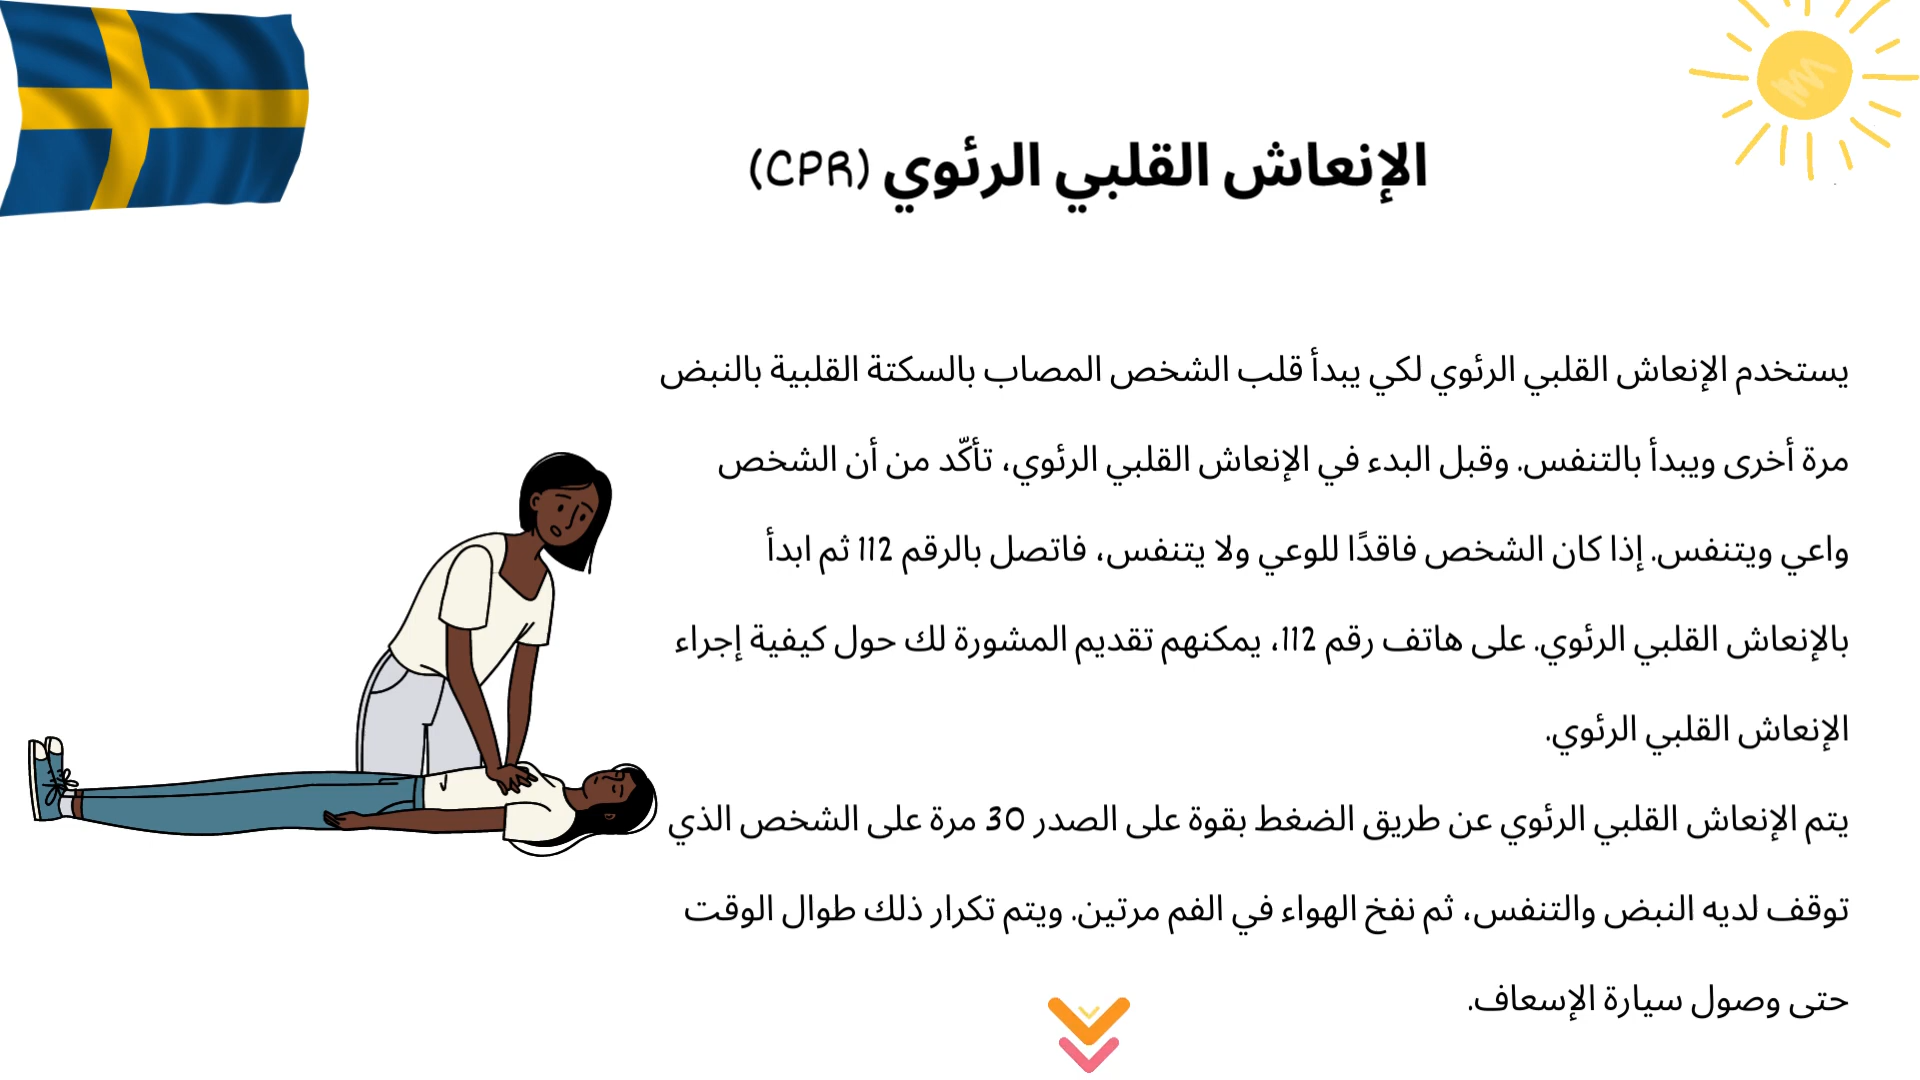 الإنعاش القلبي الرئوي (CPR)
يستخدم الإنعاش القلبي الرئوي لكي يبدأ قلب الشخص المصاب بالسكتة القلبية بالنبض
مرة أخرى ويبدأ بالتنفس. وقبل البدء في الإنعاش القلبي الرئوي، تأكّد من أن الشخص
واعي ويتنفس. إذا كان الشخص فاقدًا للوعي ولا يتنفس، فاتصل بالرقم 112 ثم ابدأ
بالإنعاش القلبي الرئوي. على هاتف رقم 112، يمكنهم تقديم المشورة لك حول كيفية إجراء
الإنعاش القلبي الرئوي.
يتم الإنعاش القلبي الرئوي عن طريق الضغط بقوة على الصدر 30 مرة على الشخص الذي
توقف لديه النبض والتنفس، ثم نفخ الهواء في الفم مرتين. ويتم تكرار ذلك طوال الوقت
حتى وصول سيارة الإسعاف.